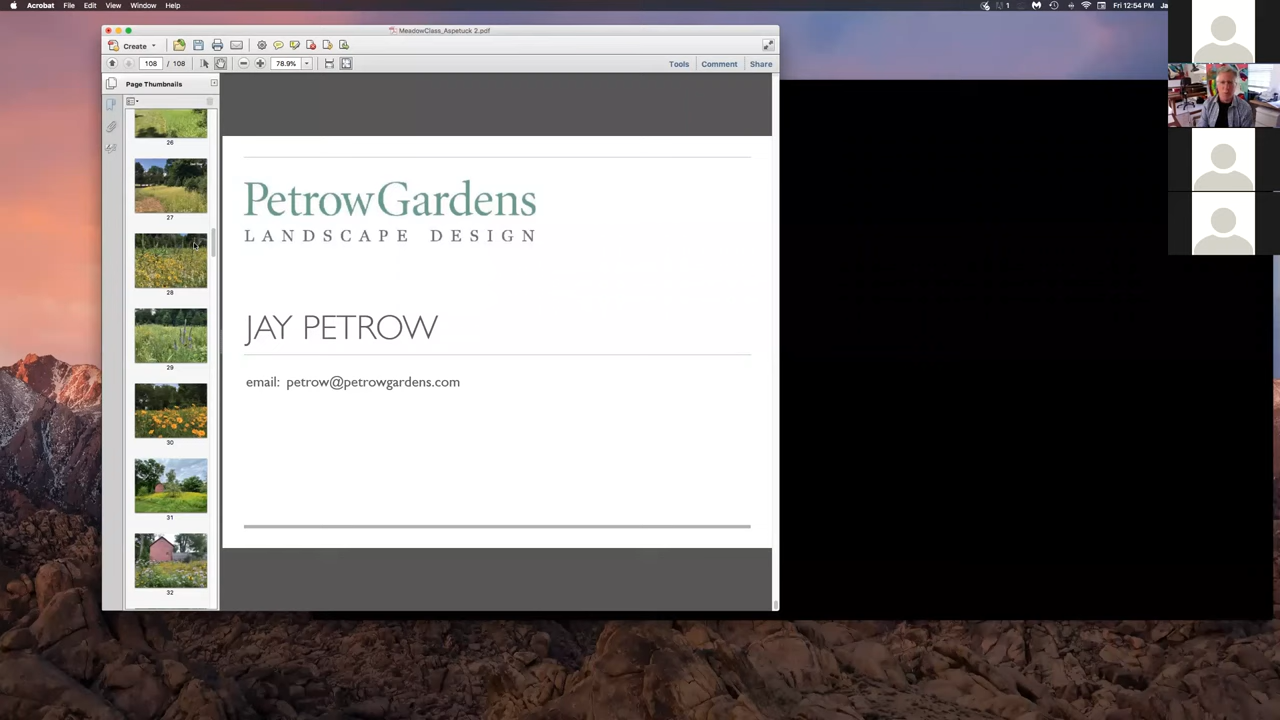 Acrobat File Edit View Window Help
1 Fri 12:54 PM Ja
MeadowClass_Aspetuck 2.pdf
Create
108 / 108 78.9% Tools Comment Share
Page Thumbnails
26
27
28
29
30
31
32
PetrowGardens
LANDSCAPE DESIGN
JAY PETROW
email: petrow@petrowgardens.com